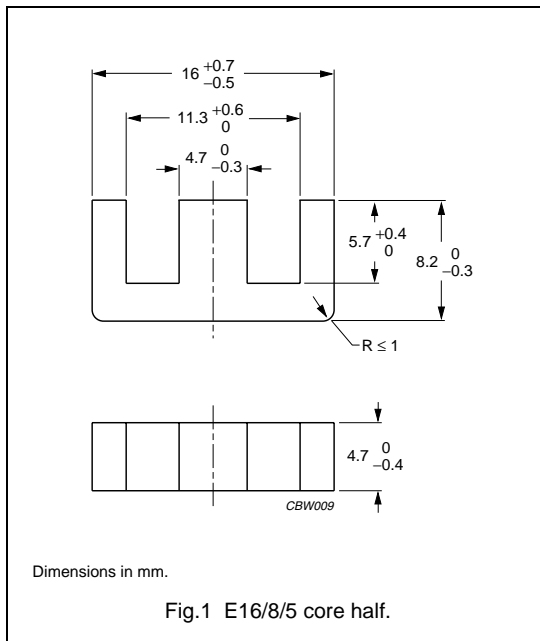 16 +0.7 −0.5
11.3 +0.6 0
4.7 0 −0.3
5.7 +0.4 0
8.2 0 −0.3
R ≤ 1
4.7 0 −0.4
CBW009
Dimensions in mm.
Fig.1 E16/8/5 core half.